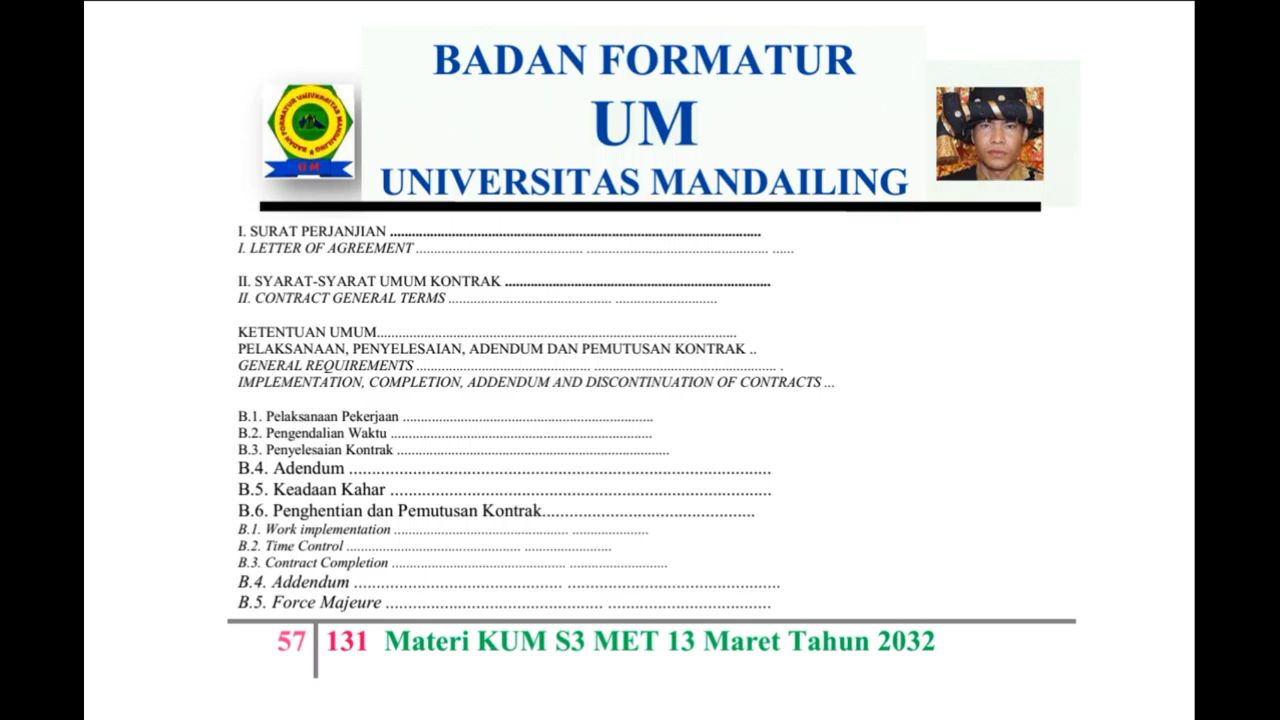 BADAN FORMATUR
UM
UNIVERSITAS MANDAILING
BADAN FORMATUR UNIVERSITAS MANDAILING
U M
I. SURAT PERJANJIAN ....................................................................................................
I. LETTER OF AGREEMENT ............................................. ................................................ ......
II. SYARAT-SYARAT UMUM KONTRAK .......................................................................
II. CONTRACT GENERAL TERMS ............................................ ............................
KETENTUAN UMUM.................................................................................................
PELAKSANAAN, PENYELESAIAN, ADENDUM DAN PEMUTUSAN KONTRAK ..
GENERAL REQUIREMENTS ............................................... ................................................. .
IMPLEMENTATION, COMPLETION, ADDENDUM AND DISCONTINUATION OF CONTRACTS ...
B.1. Pelaksanaan Pekerjaan ....................................................................
B.2. Pengendalian Waktu .......................................................................
B.3. Penyelesaian Kontrak ..........................................................................
B.4. Adendum ............................................................................................
B.5. Keadaan Kahar ...................................................................................
B.6. Penghentian dan Pemutusan Kontrak...............................................
B.1. Work implementation ............................................... .....................
B.2. Time Control ............................................... ........................
B.3. Contract Completion ............................................... ...........................
B.4. Addendum .............................................. ...............................................
B.5. Force Majeure ................................................ ....................................
57 131 Materi KUM S3 MET 13 Maret Tahun 2032